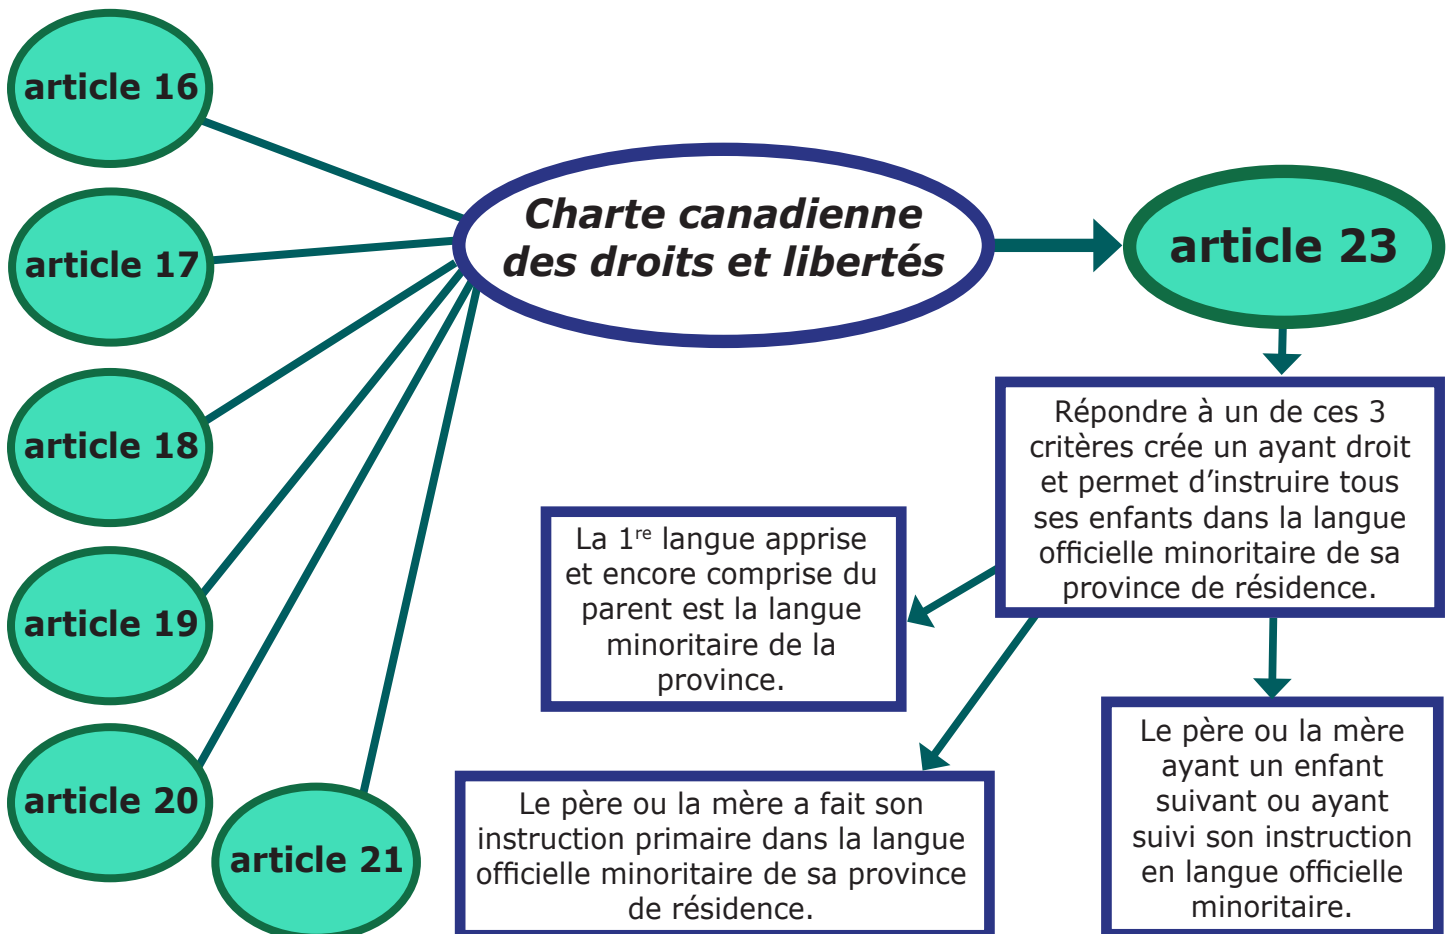 article 16
article 17
article 18
article 19
article 20
article 21
Charte canadienne
des droits et libertés
article 23
Répondre à un de ces 3
critères crée un ayant droit
et permet d'instruire tous
ses enfants dans la langue
officielle minoritaire de sa
province de résidence.
La 1re langue apprise
et encore comprise du
parent est la langue
minoritaire de la
province.
Le père ou la mère a fait son
instruction primaire dans la langue
officielle minoritaire de sa province
de résidence.
Le père ou la mère
ayant un enfant
suivant ou ayant
suivi son instruction
en langue officielle
minoritaire.